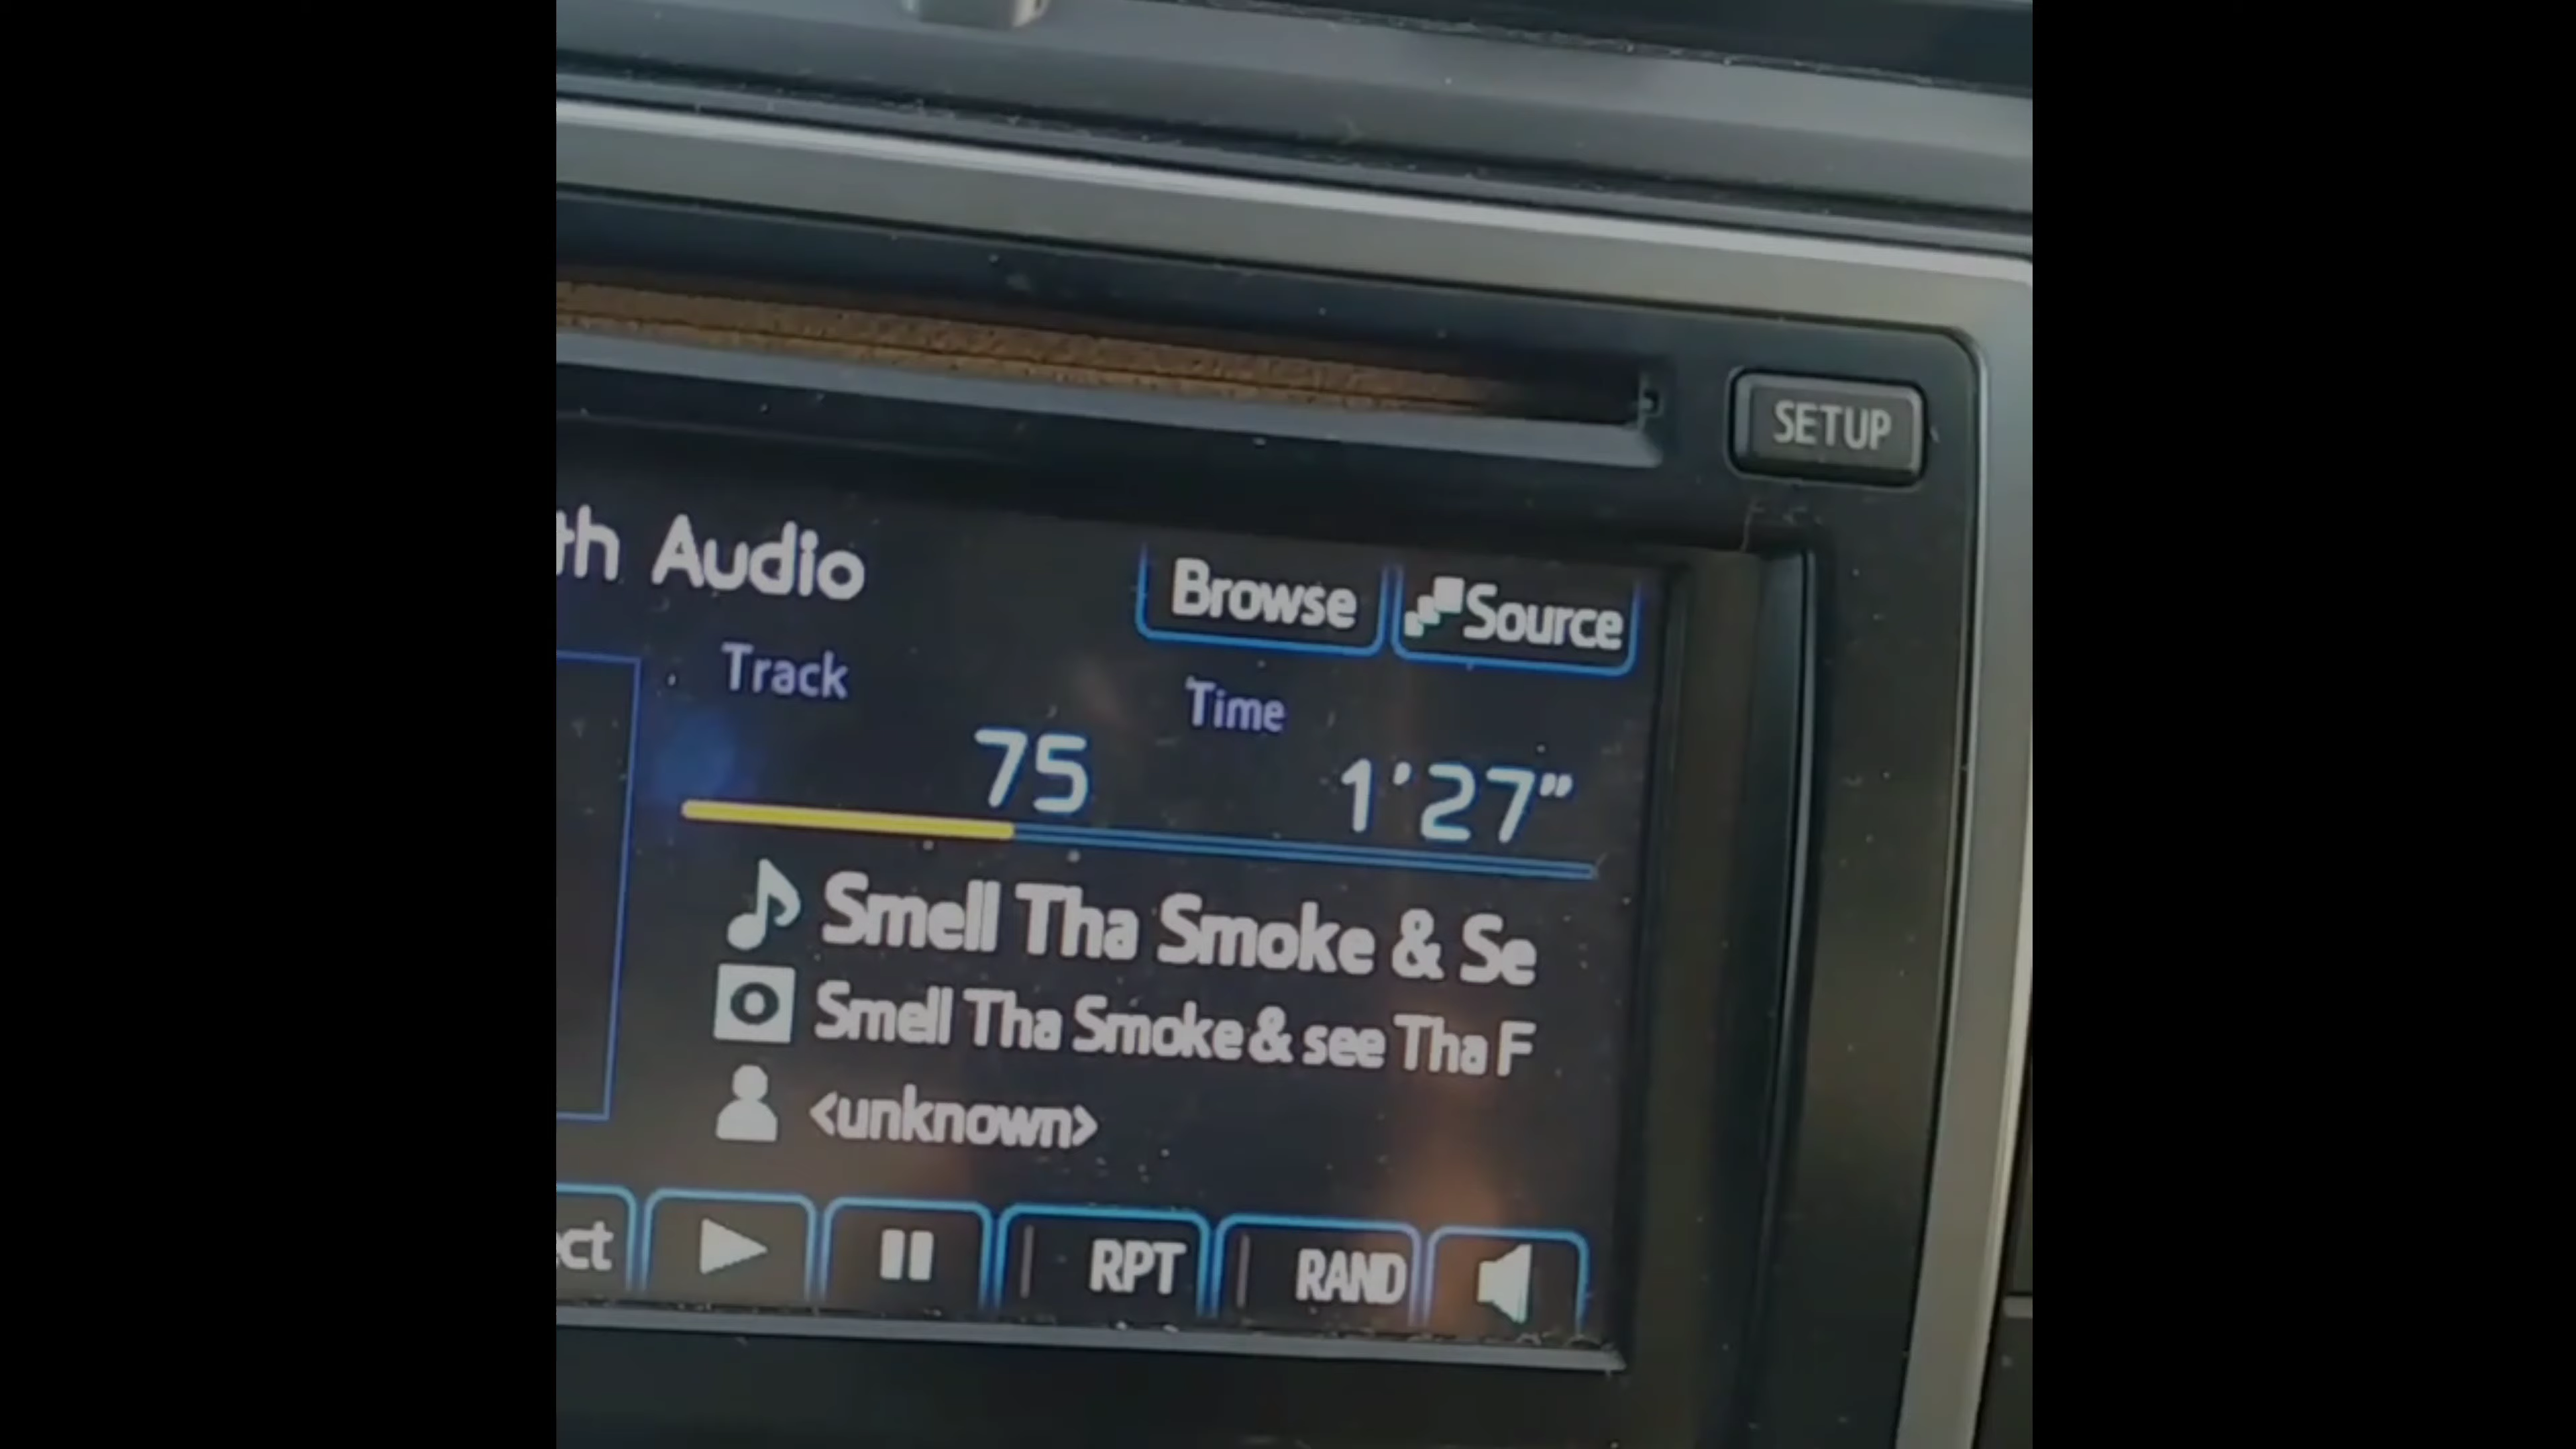 SETUP
th Audio
Browse
Source
Track
Time
75
1'27"
Smell Tha Smoke & Se
Smell Tha Smoke & see Tha F
<unknown>
ct
RPT
RAND